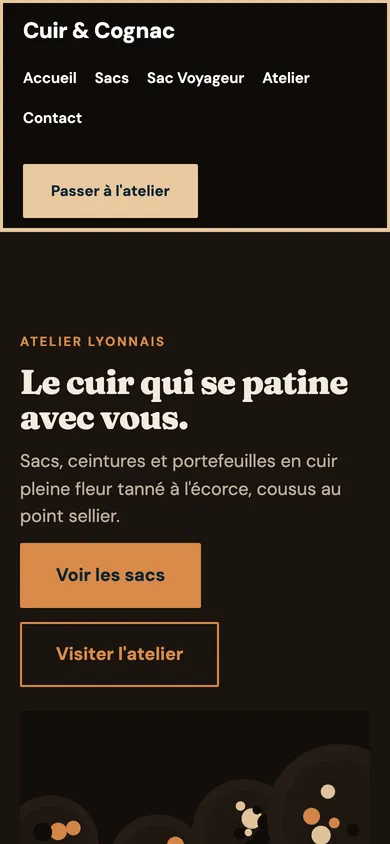 Cuir & Cognac
Accueil Sacs Sac Voyageur Atelier
Contact
Passer à l'atelier
ATELIER LYONNAIS
Le cuir qui se patine
avec vous.
Sacs, ceintures et portefeuilles en cuir
pleine fleur tanné à l'écorce, cousus au
point sellier.
Voir les sacs
Visiter l'atelier